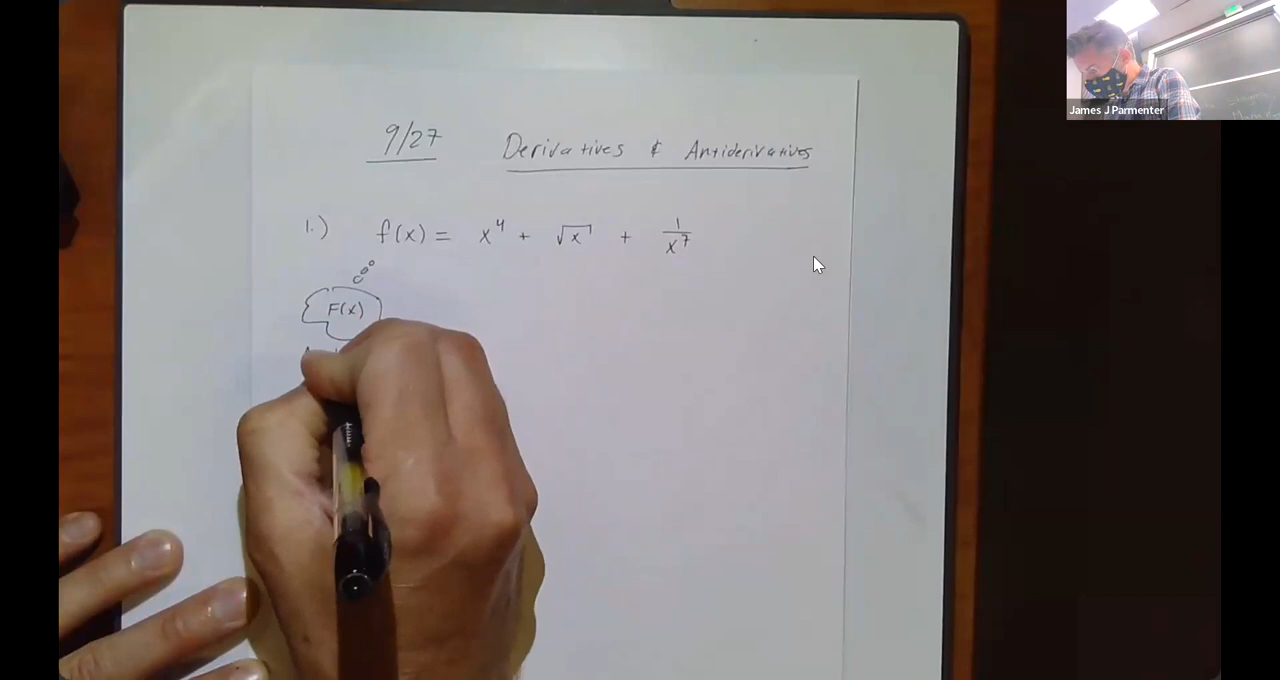 James J Parmenter
9/27 Derivatives & Antiderivatives
1.) f(x) = x⁴ + √x + 1/x⁷
F(x)